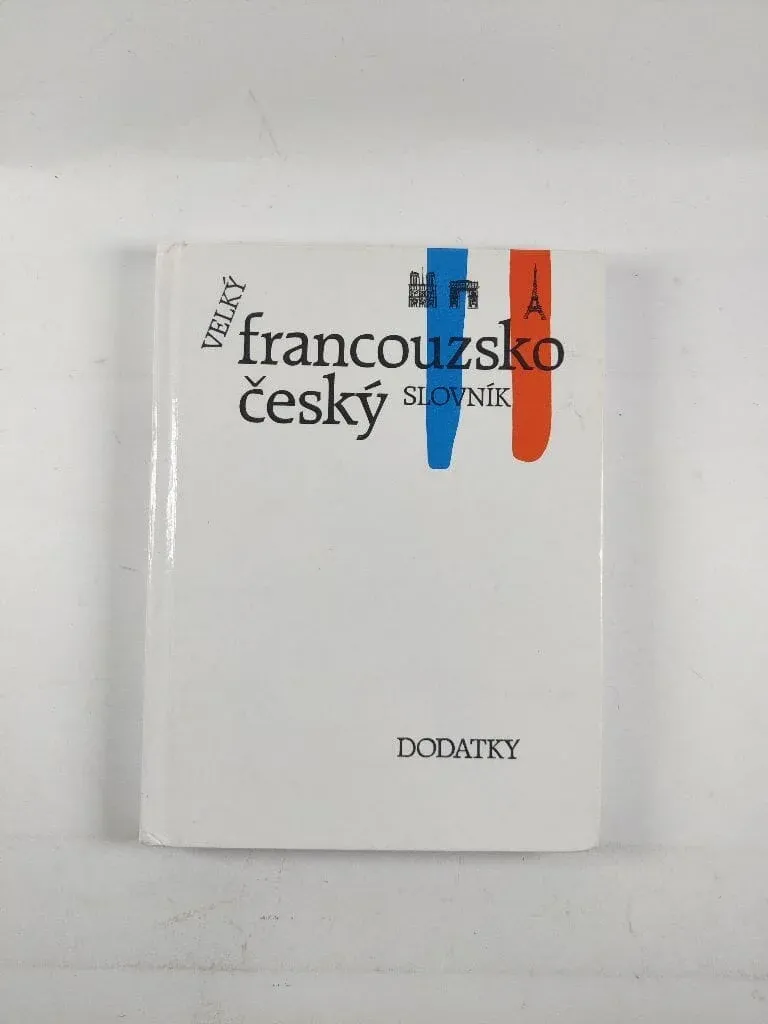 VELKÝ
francouzsko
český SLOVNÍK
DODATKY